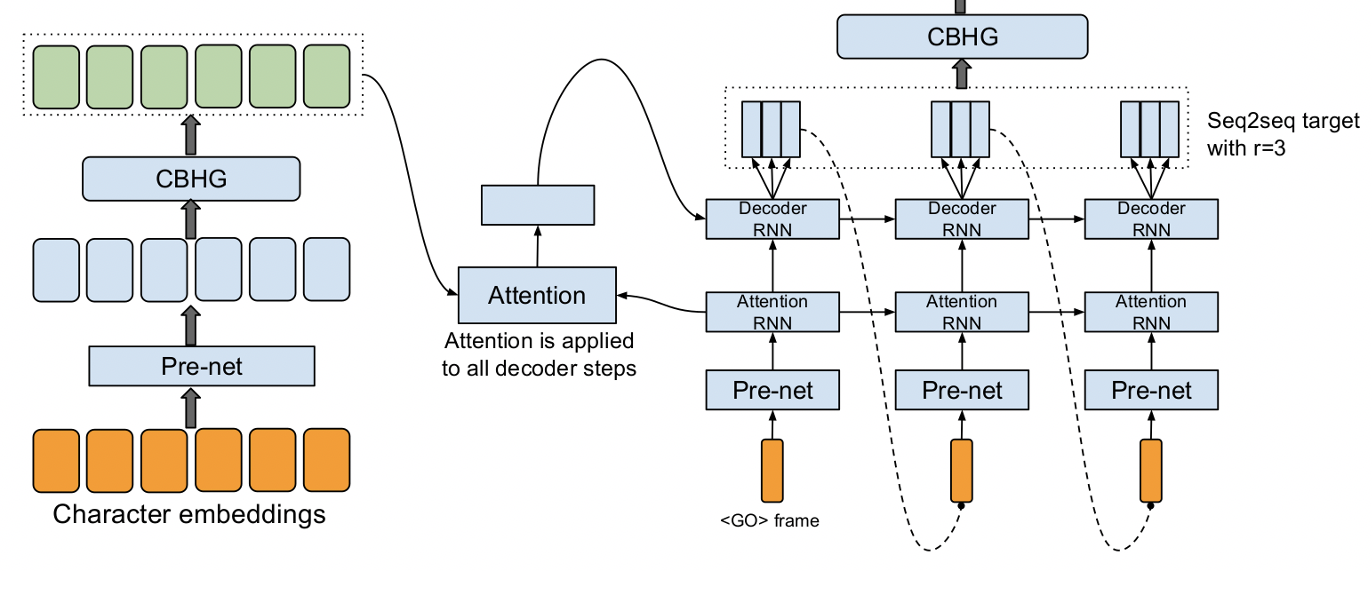 CBHG
Pre-net
Character embeddings
Attention
Attention is applied
to all decoder steps
CBHG
Seq2seq target
with r=3
Decoder
RNN
Decoder
RNN
Decoder
RNN
Attention
RNN
Attention
RNN
Attention
RNN
Pre-net
Pre-net
Pre-net
<GO> frame